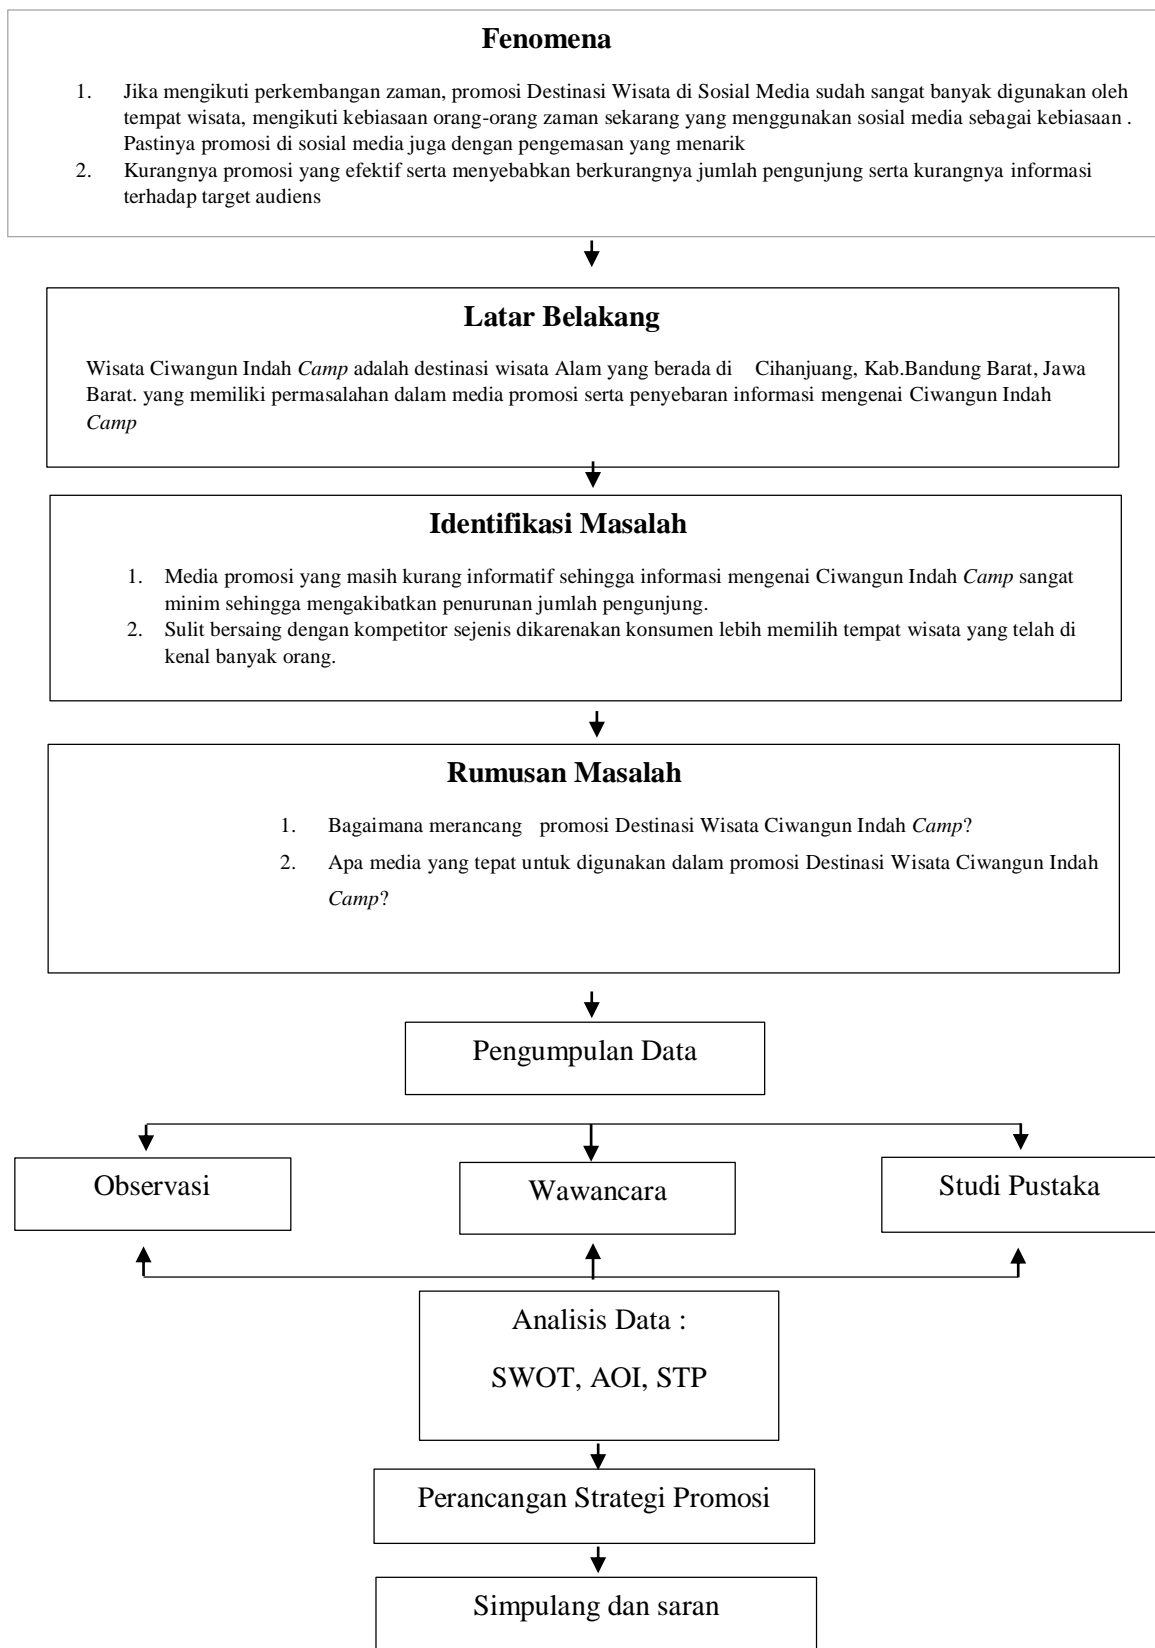 Fenomena
1. Jika mengikuti perkembangan zaman, promosi Destinasi Wisata di Sosial Media sudah sangat banyak digunakan oleh
tempat wisata, mengikuti kebiasaan orang-orang zaman sekarang yang menggunakan sosial media sebagai kebiasaan .
Pastinya promosi di sosial media juga dengan pengemasan yang menarik
2. Kurangnya promosi yang efektif serta menyebabkan berkurangnya jumlah pengunjung serta kurangnya informasi
terhadap target audiens
Latar Belakang
Wisata Ciwangun Indah Camp adalah destinasi wisata Alam yang berada di Cihanjuang, Kab.Bandung Barat, Jawa
Barat. yang memiliki permasalahan dalam media promosi serta penyebaran informasi mengenai Ciwangun Indah
Camp
Identifikasi Masalah
1. Media promosi yang masih kurang informatif sehingga informasi mengenai Ciwangun Indah Camp sangat
minim sehingga mengakibatkan penurunan jumlah pengunjung.
2. Sulit bersaing dengan kompetitor sejenis dikarenakan konsumen lebih memilih tempat wisata yang telah di
kenal banyak orang.
Rumusan Masalah
1. Bagaimana merancang promosi Destinasi Wisata Ciwangun Indah Camp?
2. Apa media yang tepat untuk digunakan dalam promosi Destinasi Wisata Ciwangun Indah
Camp?
Pengumpulan Data
Observasi
Wawancara
Studi Pustaka
Analisis Data :
SWOT, AOI, STP
Perancangan Strategi Promosi
Simpulang dan saran